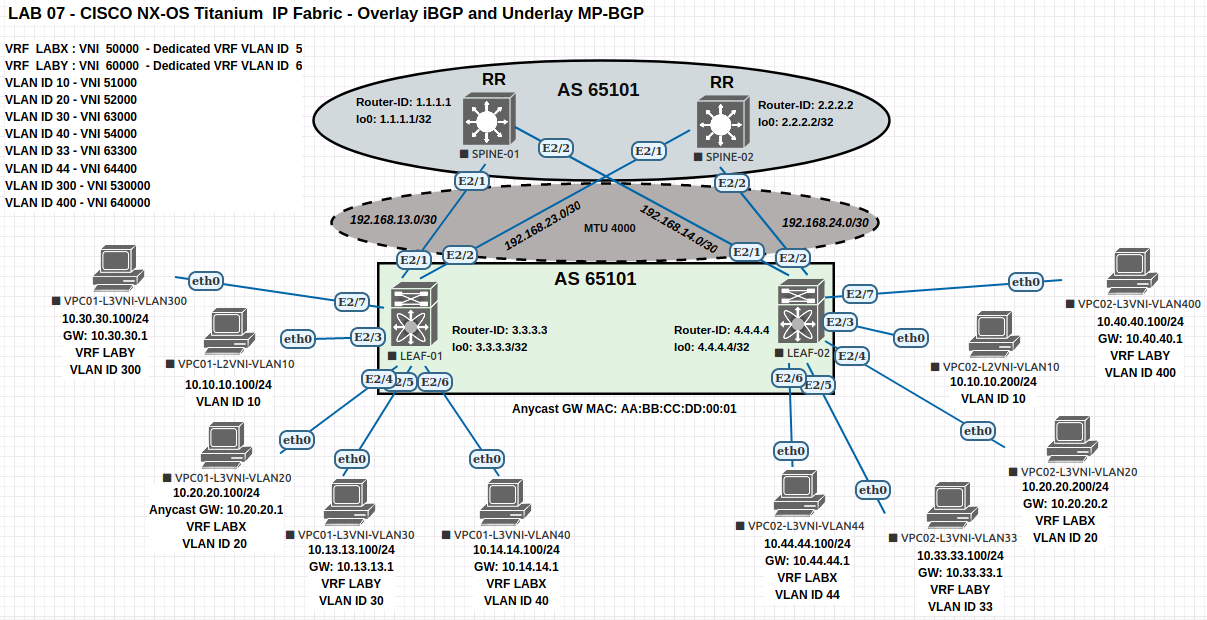 LAB 07 - CISCO NX-OS Titanium  IP Fabric - Overlay iBGP and Underlay MP-BGP
VRF  LABX : VNI  50000  - Dedicated VRF VLAN ID  5
VRF  LABY : VNI  60000  - Dedicated VRF VLAN ID  6
VLAN ID 10 - VNI 51000
VLAN ID 20 - VNI 52000
VLAN ID 30 - VNI 63000
VLAN ID 40 - VNI 54000
VLAN ID 33 - VNI 63300
VLAN ID 44 - VNI 64400
VLAN ID 300 - VNI 530000
VLAN ID 400 - VNI 640000
RR
RR
AS 65101
Router-ID: 1.1.1.1
lo0: 1.1.1.1/32
Router-ID: 2.2.2.2
lo0: 2.2.2.2/32
SPINE-01
SPINE-02
E2/2
E2/1
E2/1
E2/2
192.168.13.0/30
192.168.23.0/30
MTU 4000
192.168.14.0/30
192.168.24.0/30
E2/1
E2/2
E2/1
E2/2
AS 65101
Router-ID: 3.3.3.3
lo0: 3.3.3.3/32
Router-ID: 4.4.4.4
lo0: 4.4.4.4/32
LEAF-01
LEAF-02
E2/7
E2/3
E2/4
2/5
E2/6
E2/7
E2/3
E2/4
E2/6
E2/5
Anycast GW MAC: AA:BB:CC:DD:00:01
eth0
VPC01-L3VNI-VLAN300
10.30.30.100/24
GW: 10.30.30.1
VRF LABY
VLAN ID 300
eth0
VPC01-L2VNI-VLAN10
10.10.10.100/24
VLAN ID 10
eth0
VPC01-L3VNI-VLAN20
10.20.20.100/24
Anycast GW: 10.20.20.1
VRF LABX
VLAN ID 20
eth0
VPC01-L3VNI-VLAN30
10.13.13.100/24
GW: 10.13.13.1
VRF LABY
VLAN ID 30
eth0
VPC01-L3VNI-VLAN40
10.14.14.100/24
GW: 10.14.14.1
VRF LABX
VLAN ID 40
eth0
VPC02-L3VNI-VLAN44
10.44.44.100/24
GW: 10.44.44.1
VRF LABX
VLAN ID 44
eth0
VPC02-L3VNI-VLAN33
10.33.33.100/24
GW: 10.33.33.1
VRF LABY
VLAN ID 33
eth0
VPC02-L3VNI-VLAN20
10.20.20.200/24
GW: 10.20.20.2
VRF LABX
VLAN ID 20
eth0
VPC02-L2VNI-VLAN10
10.10.10.200/24
VLAN ID 10
eth0
VPC02-L3VNI-VLAN400
10.40.40.100/24
GW: 10.40.40.1
VRF LABY
VLAN ID 400